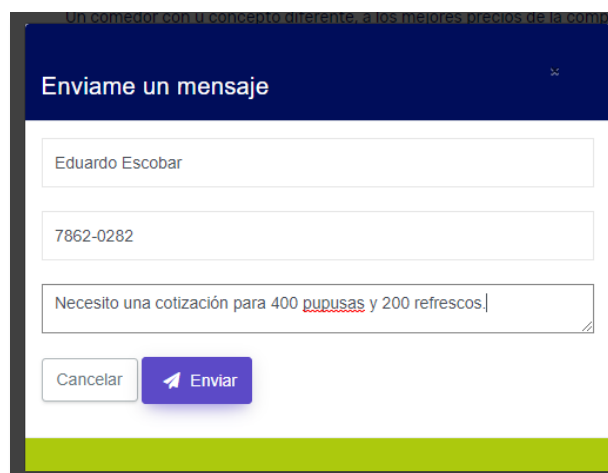 Un comedor con u concepto diferente, a los mejores precios de la comp
Enviame un mensaje
×
Eduardo Escobar
7862-0282
Necesito una cotización para 400 pupusas y 200 refrescos.
Cancelar
Enviar